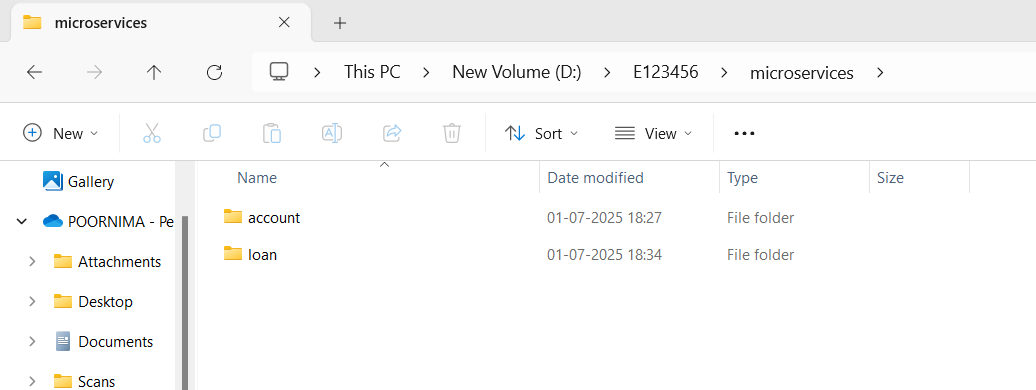 microservices
This PC > New Volume (D:) > E123456 > microservices >
New Sort View
Name Date modified Type Size
Gallery
POORNIMA - Pe
Attachments
Desktop
Documents
Scans
account 01-07-2025 18:27 File folder
loan 01-07-2025 18:34 File folder